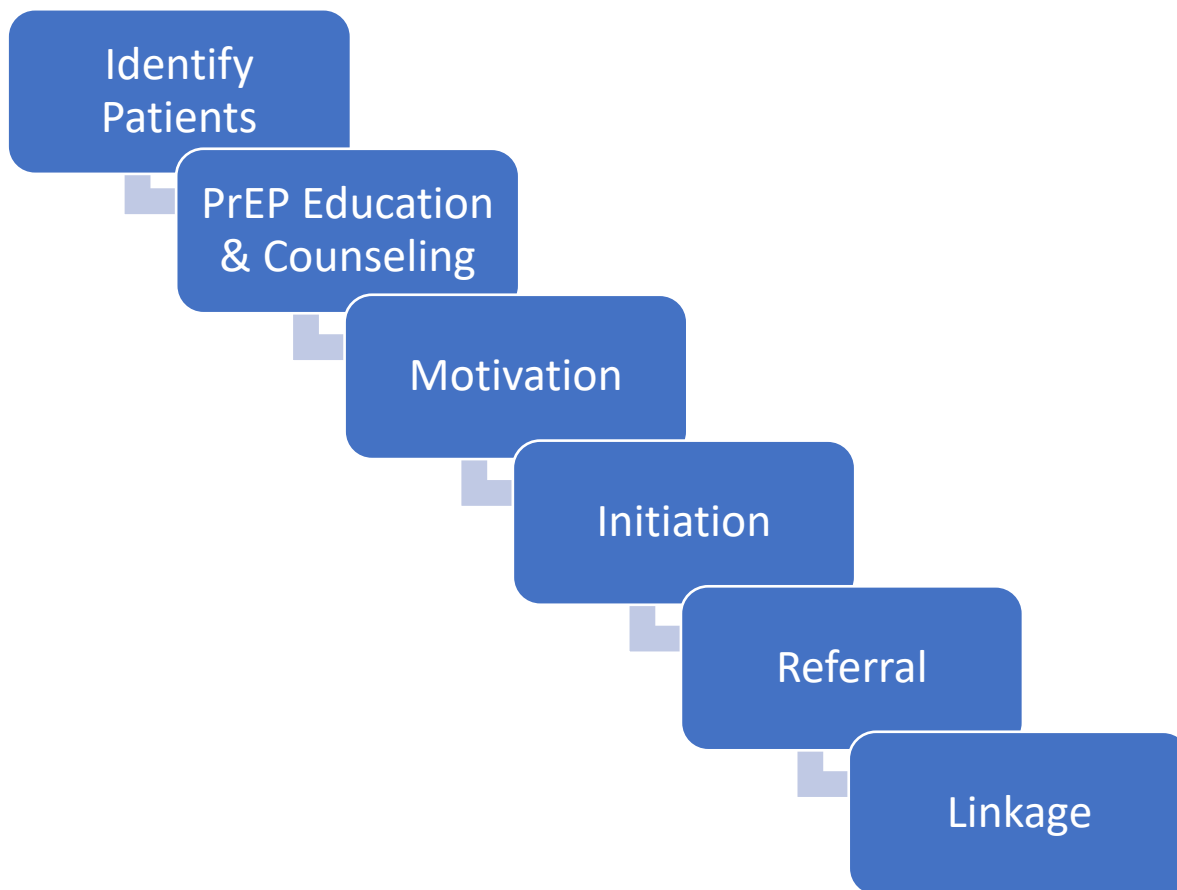 Identify
Patients
PrEP Education
& Counseling
Motivation
Initiation
Referral
Linkage